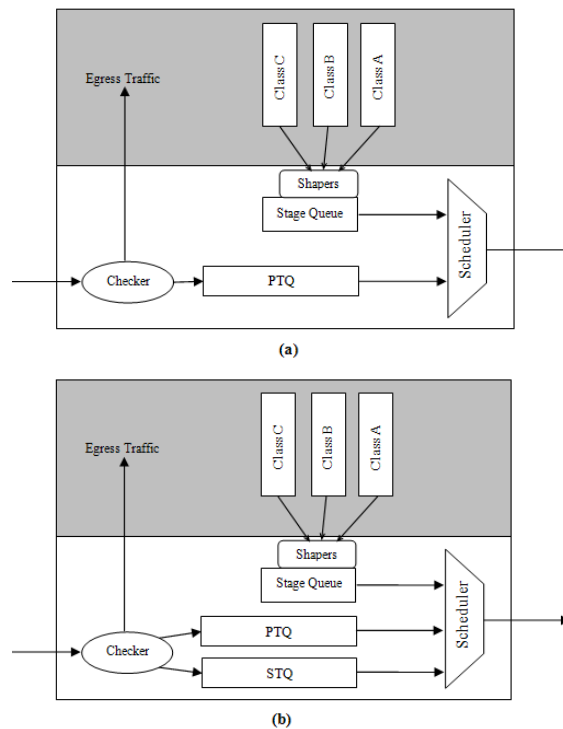 Class C
Class B
Class A
Egress Traffic
Shapers
Stage Queue
Scheduler
Checker
PTQ
(a)
Class C
Class B
Class A
Egress Traffic
Shapers
Stage Queue
Scheduler
PTQ
Checker
STQ
(b)